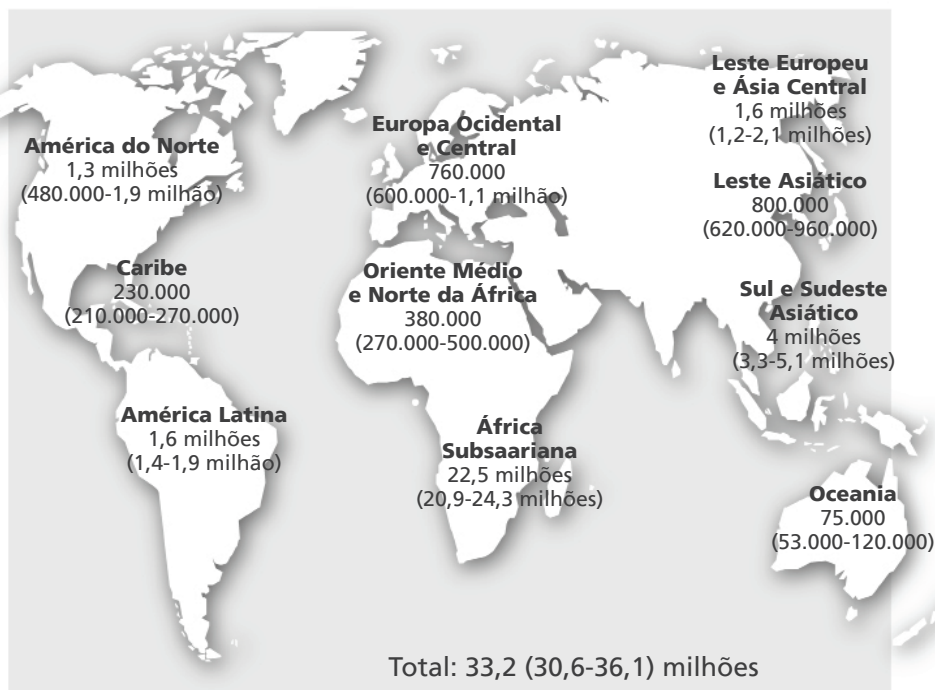 América do Norte
1,3 milhões
(480.000-1,9 milhão)
Caribe
230.000
(210.000-270.000)
América Latina
1,6 milhões
(1,4-1,9 milhão)
Europa Ocidental
e Central
760.000
(600.000-1,1 milhão)
Oriente Médio
e Norte da África
380.000
(270.000-500.000)
África
Subsaariana
22,5 milhões
(20,9-24,3 milhões)
Leste Europeu
e Ásia Central
1,6 milhões
(1,2-2,1 milhões)
Leste Asiático
800.000
(620.000-960.000)
Sul e Sudeste
Asiático
4 milhões
(3,3-5,1 milhões)
Oceania
75.000
(53.000-120.000)
Total: 33,2 (30,6-36,1) milhões